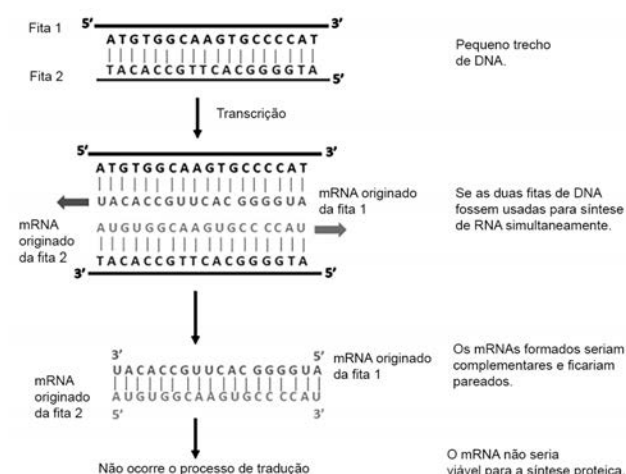 5' 3'
Fita 1
ATGTGGCAAGTGCCCCAT
Pequeno trecho
de DNA.
TACACCGTTCACGGGGTA
Fita 2
5'
Transcrição
5' 3'
ATGTGGCAAGTGCCCCAT
UACACCGUUCACGGGGUA
mRNA originado
da fita 1
Se as duas fitas de DNA
fossem usadas para síntese
de RNA simultaneamente.
mRNA
originado
da fita 2
AUGUGGCAAGUGCCCCAU
TACACCGTTCACGGGGTA
3' 5'
3' 5'
UACACCGUUCACGGGGUA
mRNA originado
da fita 1
Os mRNAs formados seriam
complementares e ficariam
pareados.
mRNA
originado
da fita 2
AUGUGGCAAGUGCCCCAU
5' 3'
Não ocorre o processo de tradução
O mRNA não seria
viável para a síntese proteica.